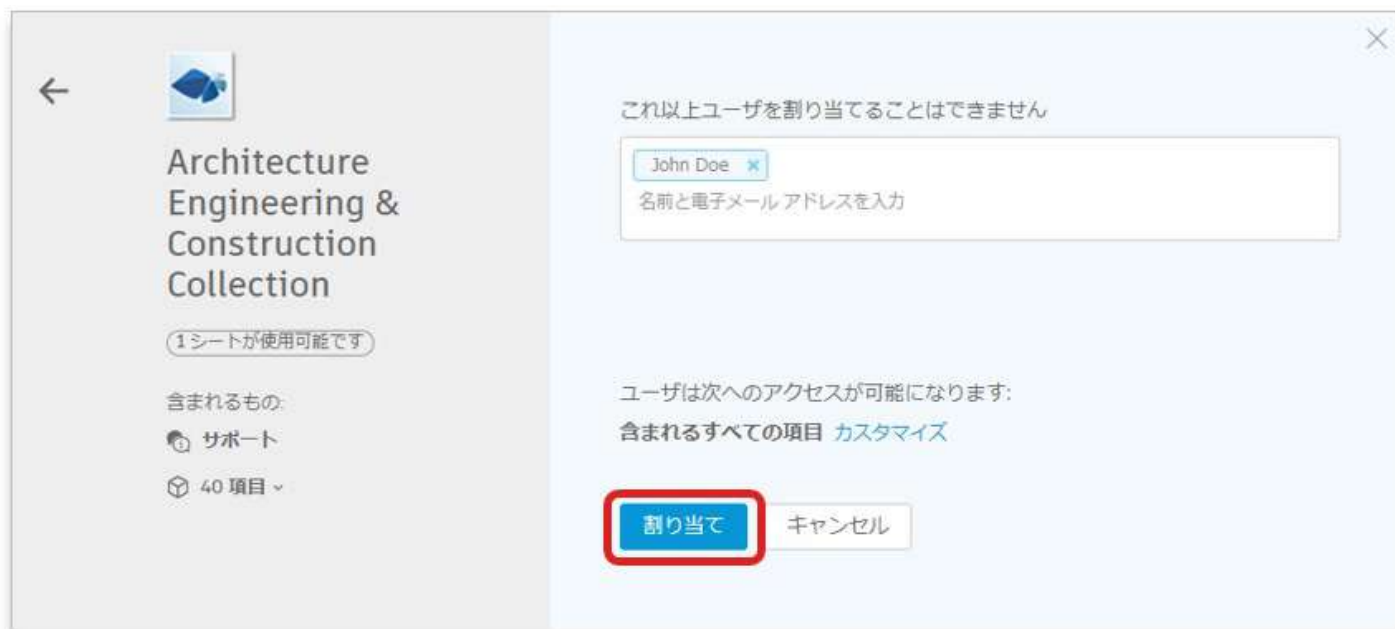 Architecture
Engineering &
Construction
Collection
1 シートが使用可能です
含まれるもの:
サポート
40 項目
これ以上ユーザを割り当てることはできません
John Doe ×
名前と電子メール アドレスを入力
ユーザは次へのアクセスが可能になります:
含まれるすべての項目 カスタマイズ
割り当て キャンセル